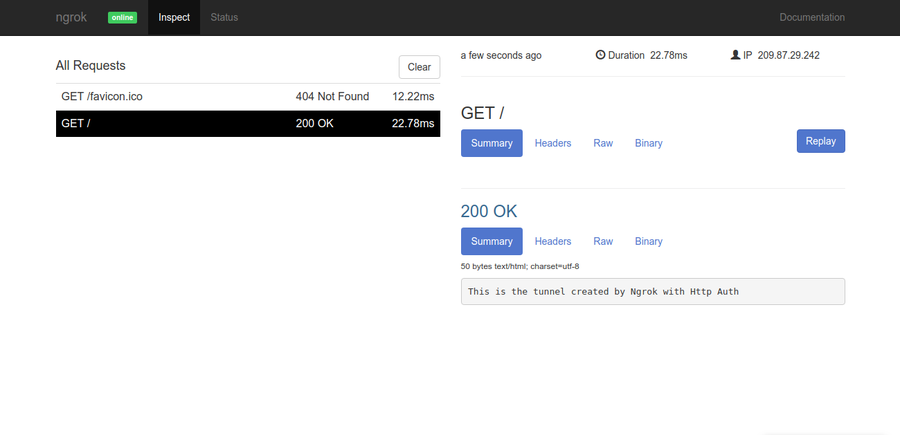 ngrok online Inspect Status Documentation
All Requests Clear
GET /favicon.ico 404 Not Found 12.22ms
GET / 200 OK 22.78ms
a few seconds ago Duration 22.78ms IP 209.87.29.242
GET /
Summary Headers Raw Binary Replay
200 OK
Summary Headers Raw Binary
50 bytes text/html; charset=utf-8
This is the tunnel created by Ngrok with Http Auth